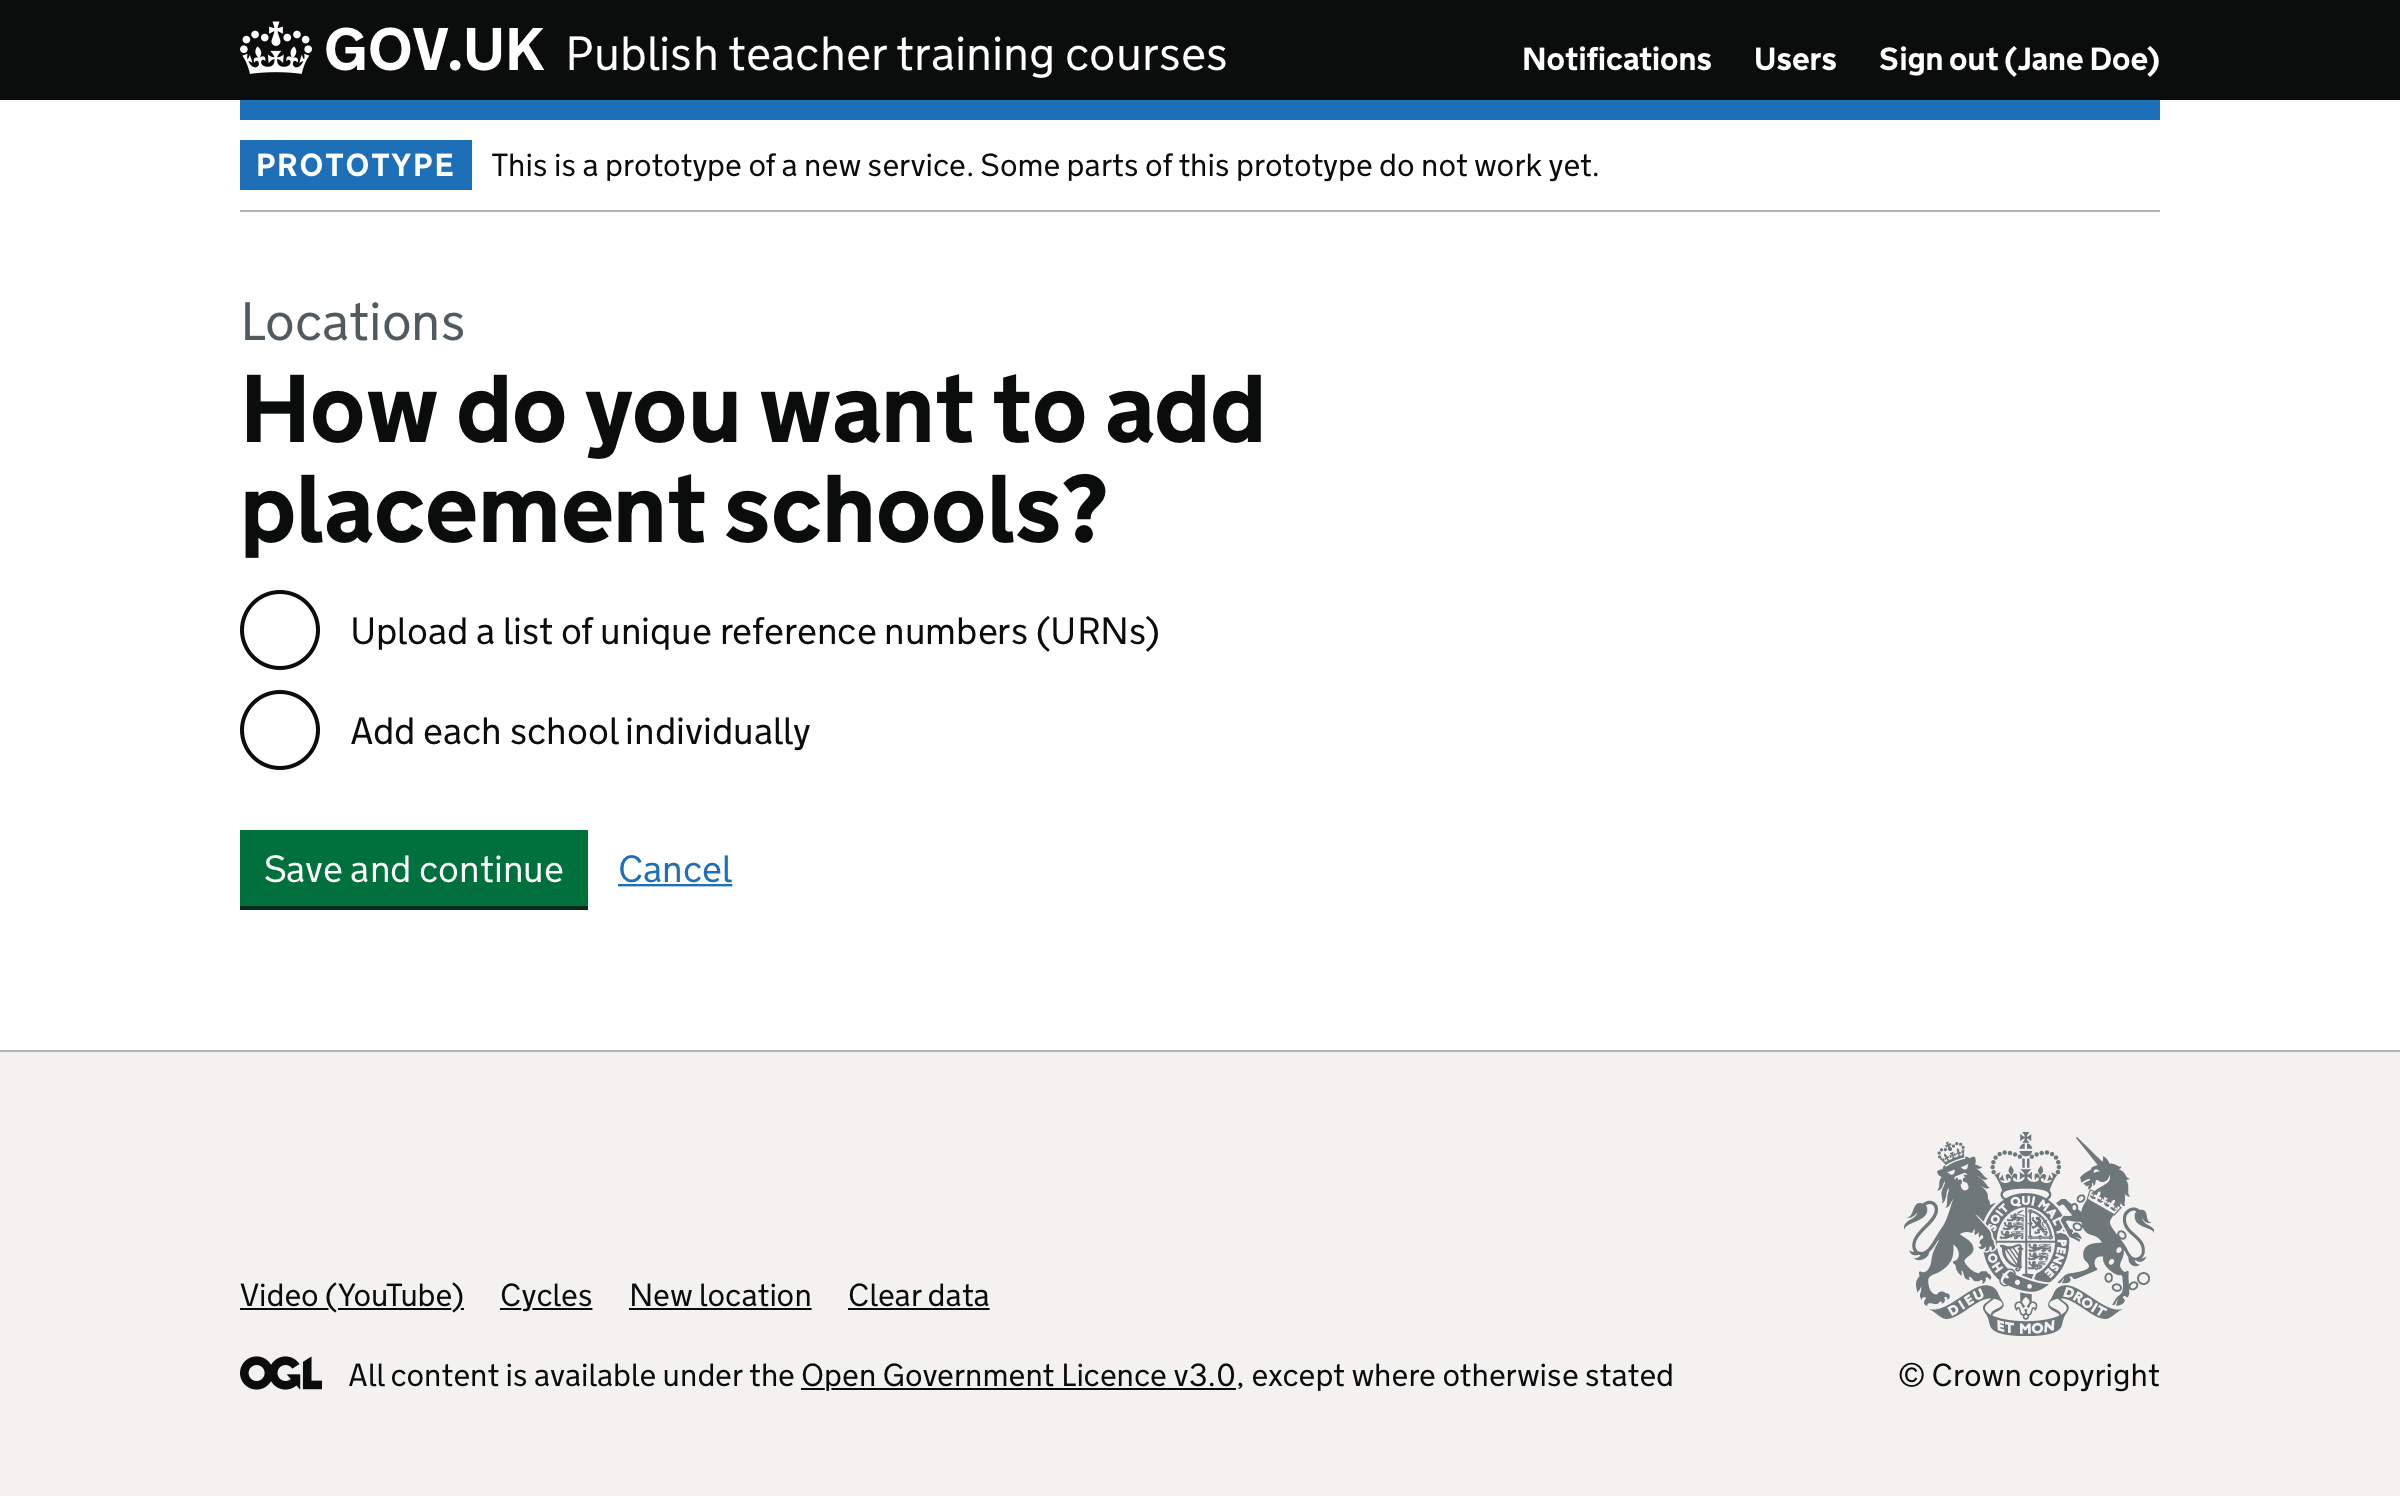 GOV.UK Publish teacher training courses
Notifications Users Sign out (Jane Doe)
PROTOTYPE This is a prototype of a new service. Some parts of this prototype do not work yet.
Locations
How do you want to add
placement schools?
Upload a list of unique reference numbers (URNs)
Add each school individually
Save and continue Cancel
SOIT QUI MAL
PENSE
HO
DIEU
ET MON
DROIT
Video (YouTube) Cycles New location Clear data
OGL All content is available under the Open Government Licence v3.0, except where otherwise stated
© Crown copyright